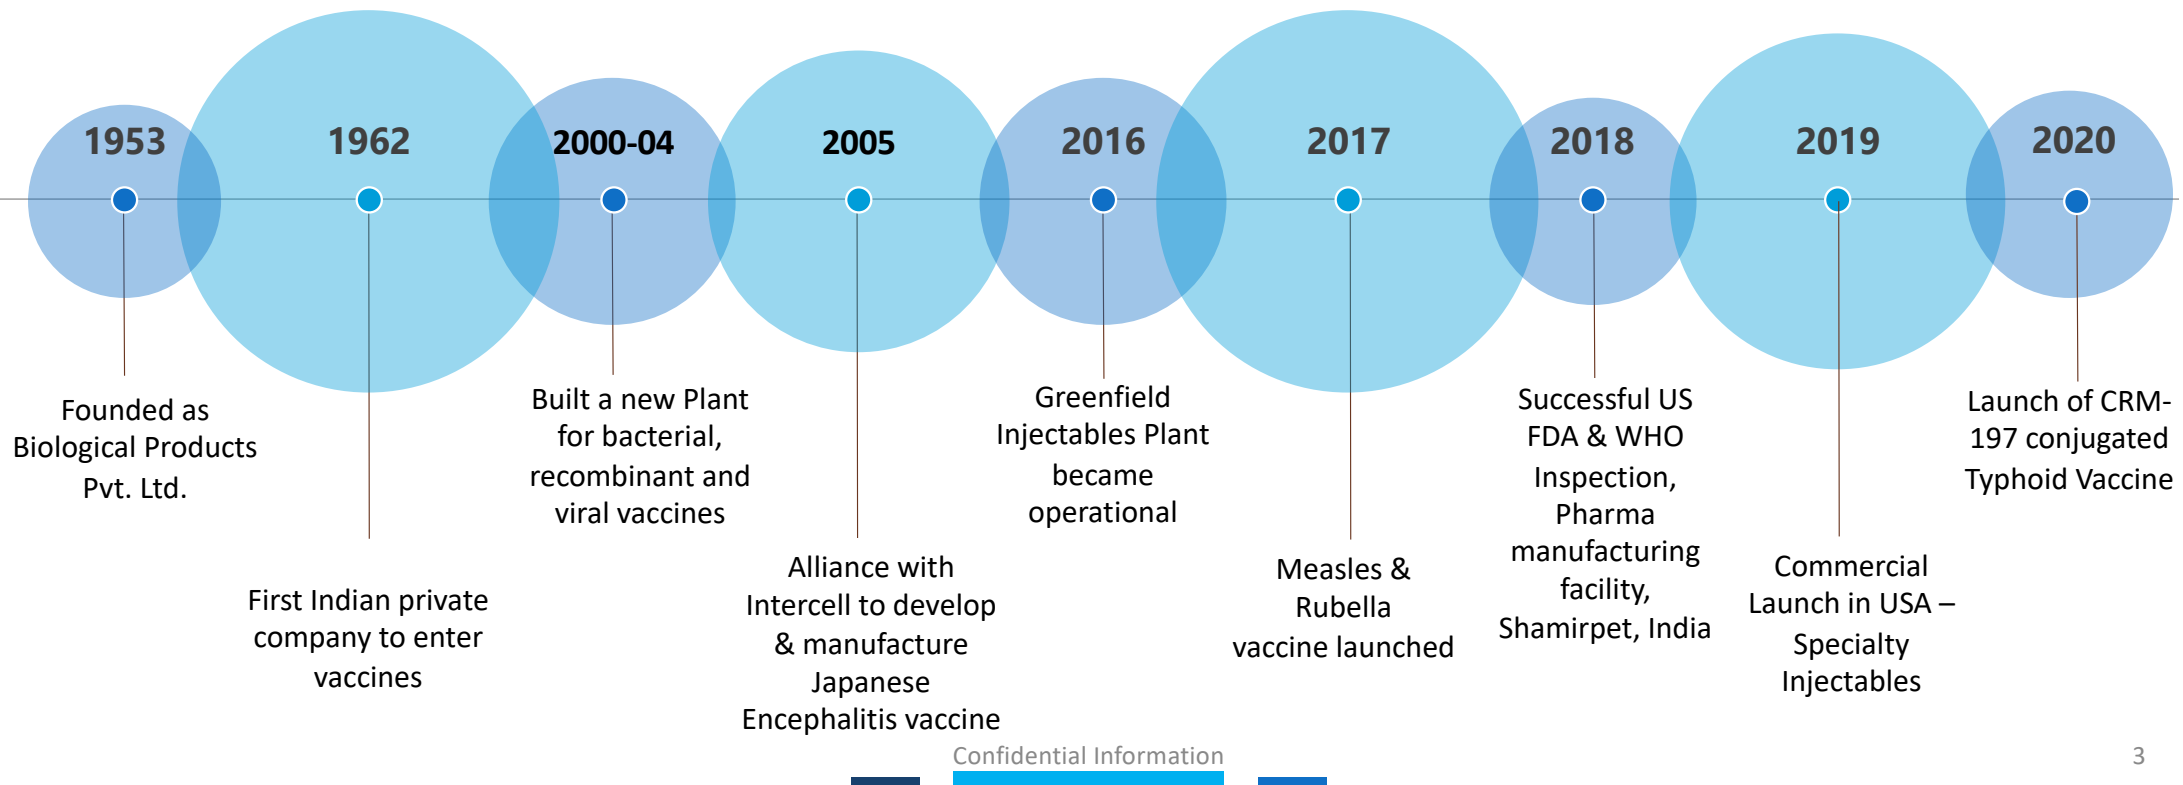 1953
Founded as
Biological Products
Pvt. Ltd.
1962
First Indian private
company to enter
vaccines
2000-04
Built a new Plant
for bacterial,
recombinant and
viral vaccines
2005
Alliance with
Intercell to develop
& manufacture
Japanese
Encephalitis vaccine
2016
Greenfield
Injectables Plant
became
operational
2017
Measles &
Rubella
vaccine launched
2018
Successful US
FDA & WHO
Inspection,
Pharma
manufacturing
facility,
Shamirpet, India
2019
Commercial
Launch in USA –
Specialty
Injectables
2020
Launch of CRM-
197 conjugated
Typhoid Vaccine
Confidential Information
3